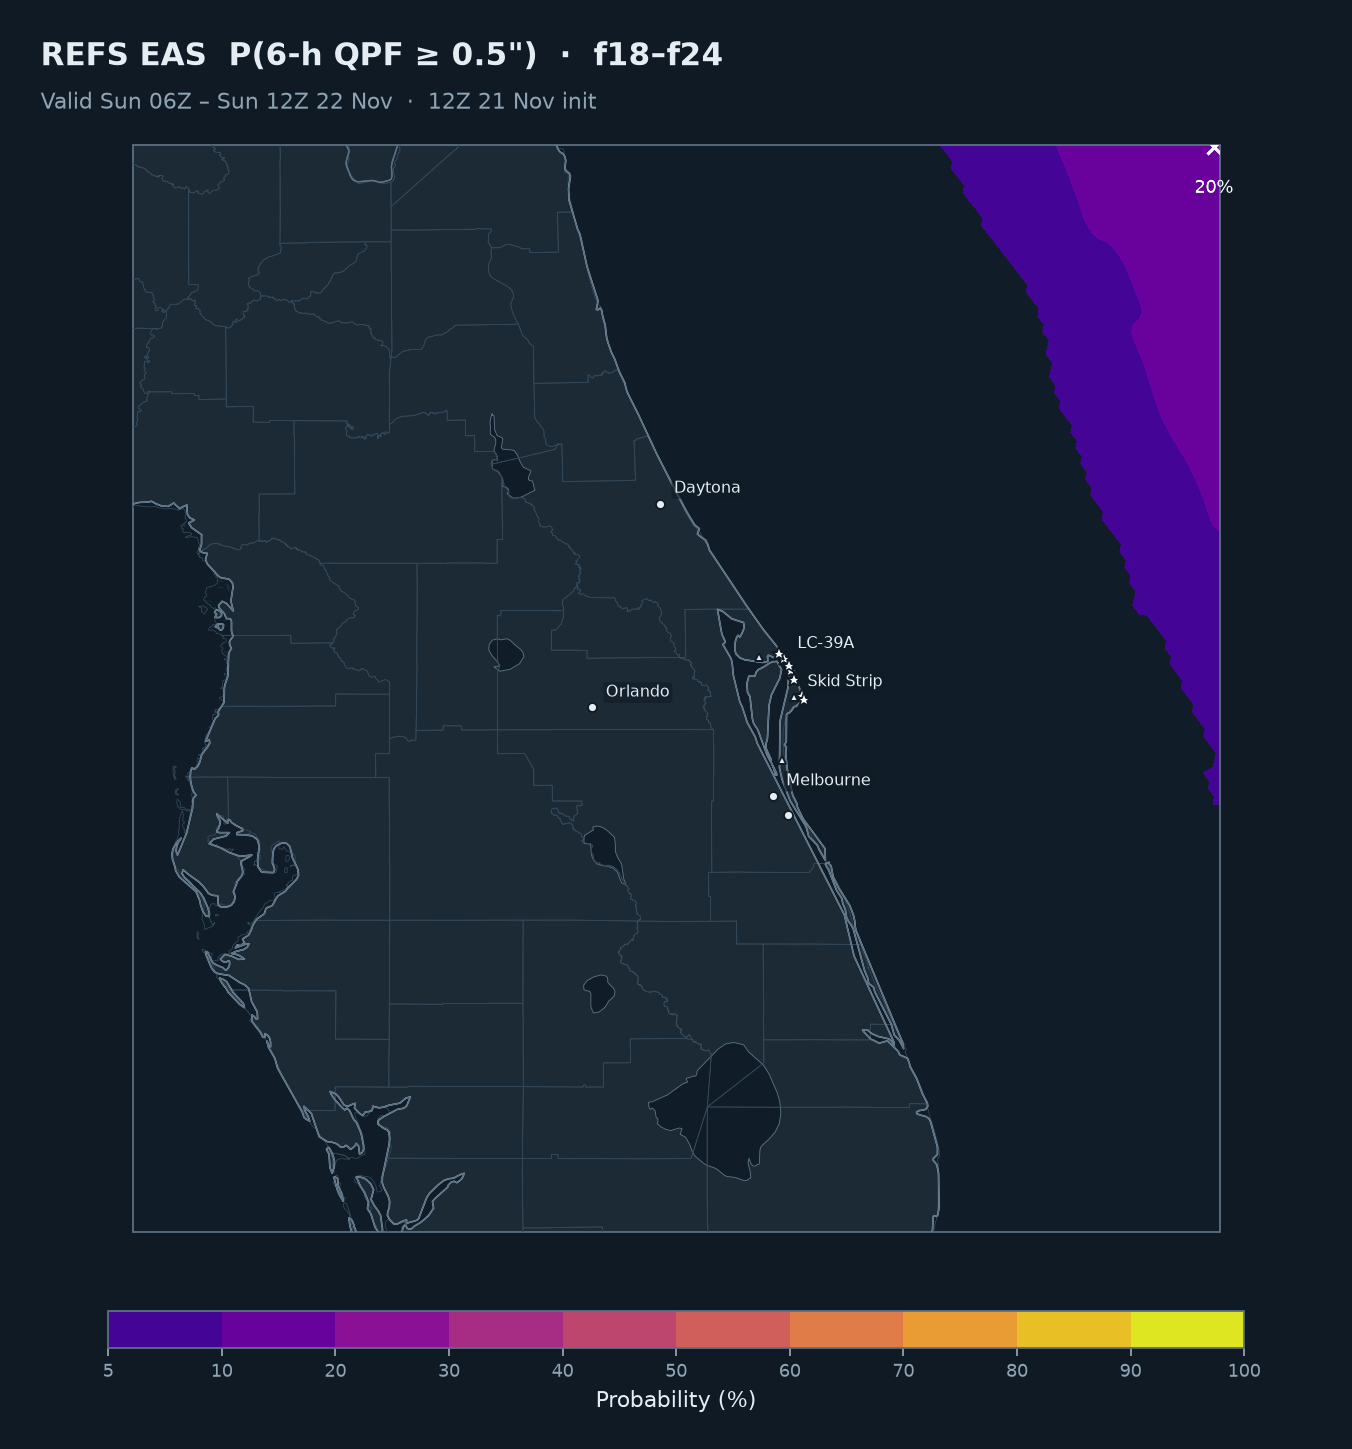 REFS EAS  P(6-h QPF ≥ 0.5")  ·  f18–f24
Valid Sun 06Z – Sun 12Z 22 Nov  ·  12Z 21 Nov init
20%
Daytona
LC-39A
Skid Strip
Orlando
Melbourne
5 10 20 30 40 50 60 70 80 90 100
Probability (%)